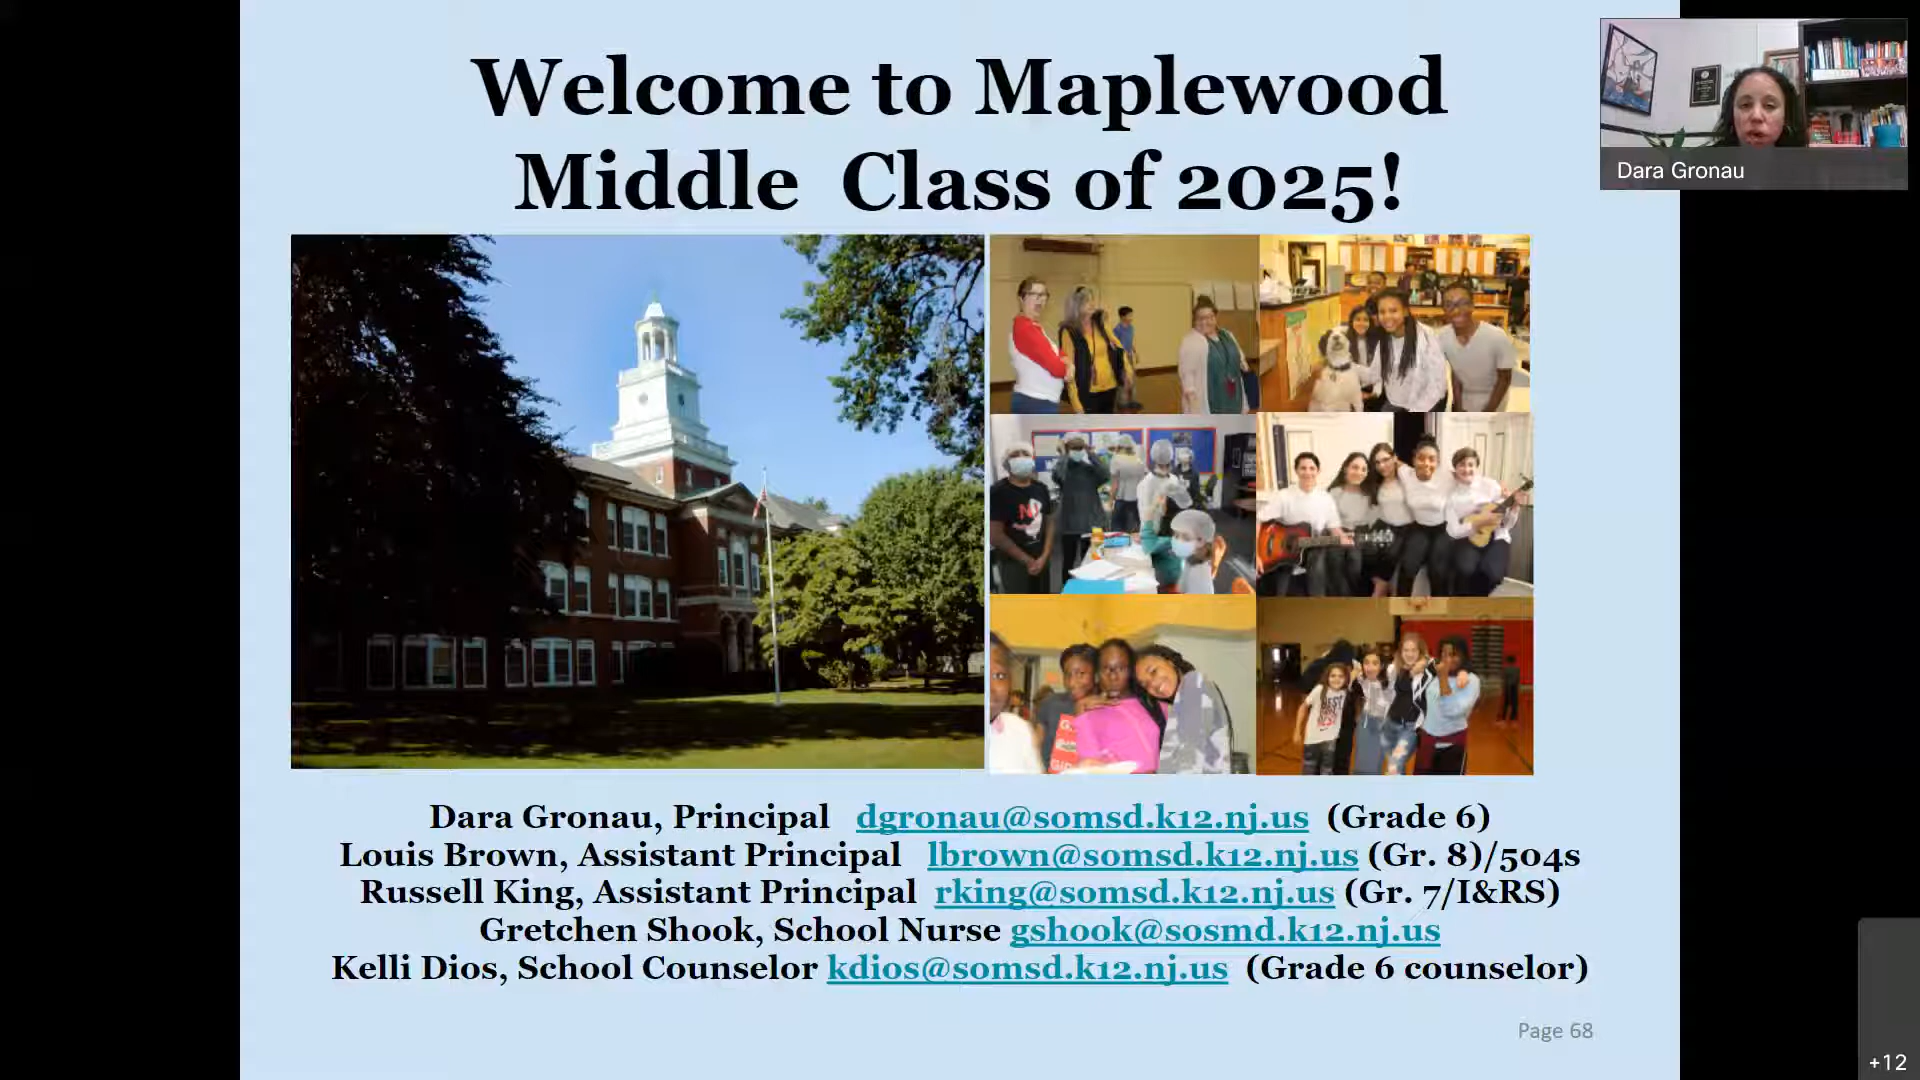 Welcome to Maplewood
Middle Class of 2025!
Dara Gronau
Dara Gronau, Principal dgronau@somsd.k12.nj.us (Grade 6)
Louis Brown, Assistant Principal lbrown@somsd.k12.nj.us (Gr. 8)/504s
Russell King, Assistant Principal rking@somsd.k12.nj.us (Gr. 7/I&RS)
Gretchen Shook, School Nurse gshook@sosmd.k12.nj.us
Kelli Dios, School Counselor kdios@somsd.k12.nj.us (Grade 6 counselor)
Page 68
+12